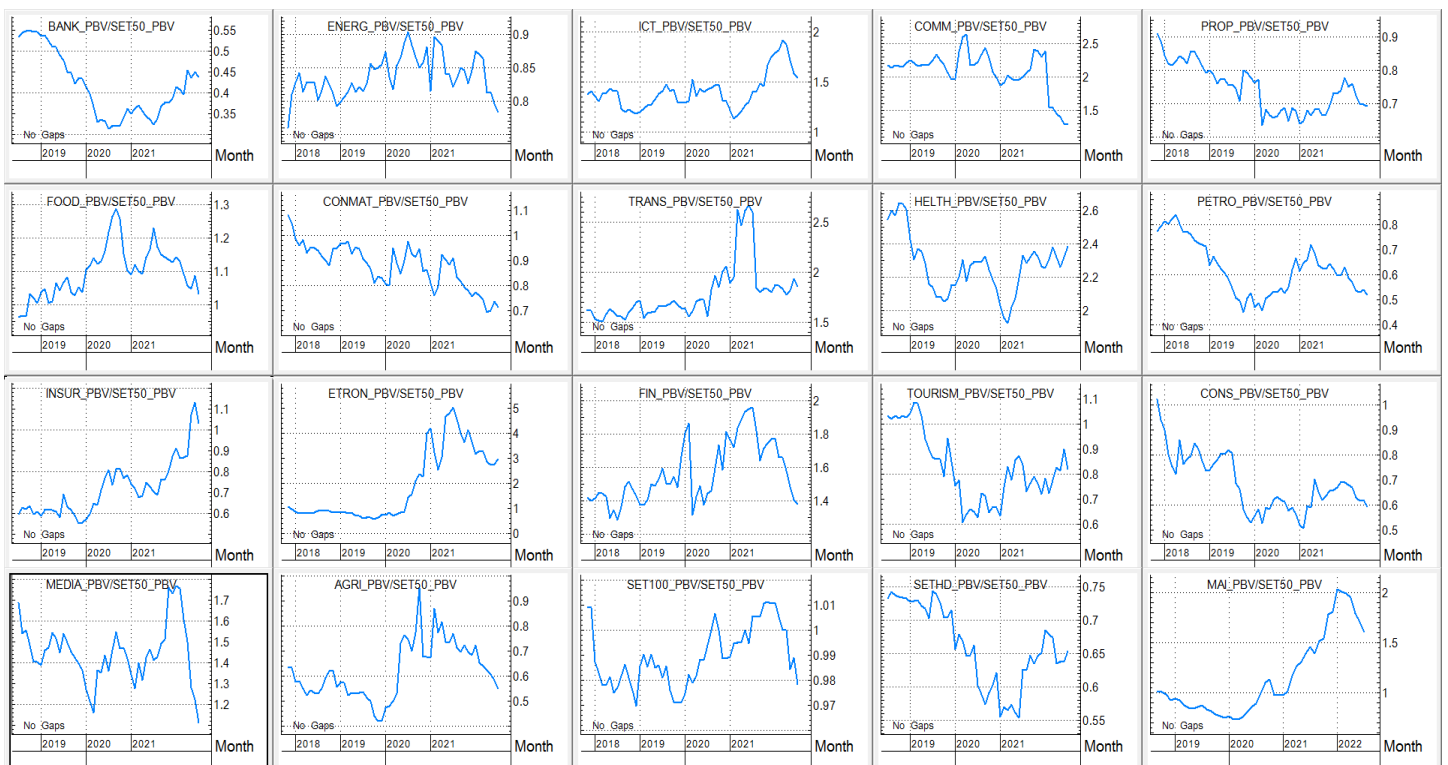 BANK_PBV/SET50_PBV
0.55
0.5
0.45
0.4
0.35
No Gaps
2019 2020 2021
Month
ENERG_PBV/SET50_PBV
0.9
0.85
0.8
No Gaps
2018 2019 2020 2021
Month
ICT_PBV/SET50_PBV
2
1.5
1
No Gaps
2018 2019 2020 2021
Month
COMM_PBV/SET50_PBV
2.5
2
1.5
No Gaps
2019 2020 2021
Month
PROP_PBV/SET50_PBV
0.9
0.8
0.7
No Gaps
2018 2019 2020 2021
Month
FOOD_PBV/SET50_PBV
1.3
1.2
1.1
1
No Gaps
2019 2020 2021
Month
CONMAT_PBV/SET50_PBV
1.1
1
0.9
0.8
0.7
No Gaps
2018 2019 2020 2021
Month
TRANS_PBV/SET50_PBV
2.5
2
1.5
No Gaps
2018 2019 2020 2021
Month
HELTH_PBV/SET50_PBV
2.6
2.4
2.2
2
No Gaps
2019 2020 2021
Month
PETRO_PBV/SET50_PBV
0.8
0.7
0.6
0.5
0.4
No Gaps
2018 2019 2020 2021
Month
INSUR_PBV/SET50_PBV
1.1
1
0.9
0.8
0.7
0.6
No Gaps
2019 2020 2021
Month
ETRON_PBV/SET50_PBV
5
4
3
2
1
0
No Gaps
2018 2019 2020 2021
Month
FIN_PBV/SET50_PBV
2
1.8
1.6
1.4
No Gaps
2018 2019 2020 2021
Month
TOURISM_PBV/SET50_PBV
1.1
1
0.9
0.8
0.7
0.6
No Gaps
2019 2020 2021
Month
CONS_PBV/SET50_PBV
1
0.9
0.8
0.7
0.6
0.5
No Gaps
2018 2019 2020 2021
Month
MEDIA_PBV/SET50_PBV
1.7
1.6
1.5
1.4
1.3
1.2
No Gaps
2019 2020 2021
Month
AGRI_PBV/SET50_PBV
0.9
0.8
0.7
0.6
0.5
No Gaps
2018 2019 2020 2021
Month
SET100_PBV/SET50_PBV
1.01
1
0.99
0.98
0.97
No Gaps
2018 2019 2020 2021
Month
SETHD_PBV/SET50_PBV
0.75
0.7
0.65
0.6
0.55
No Gaps
2019 2020 2021
Month
MAI_PBV/SET50_PBV
2
1.5
1
No Gaps
2019 2020 2021 2022
Month